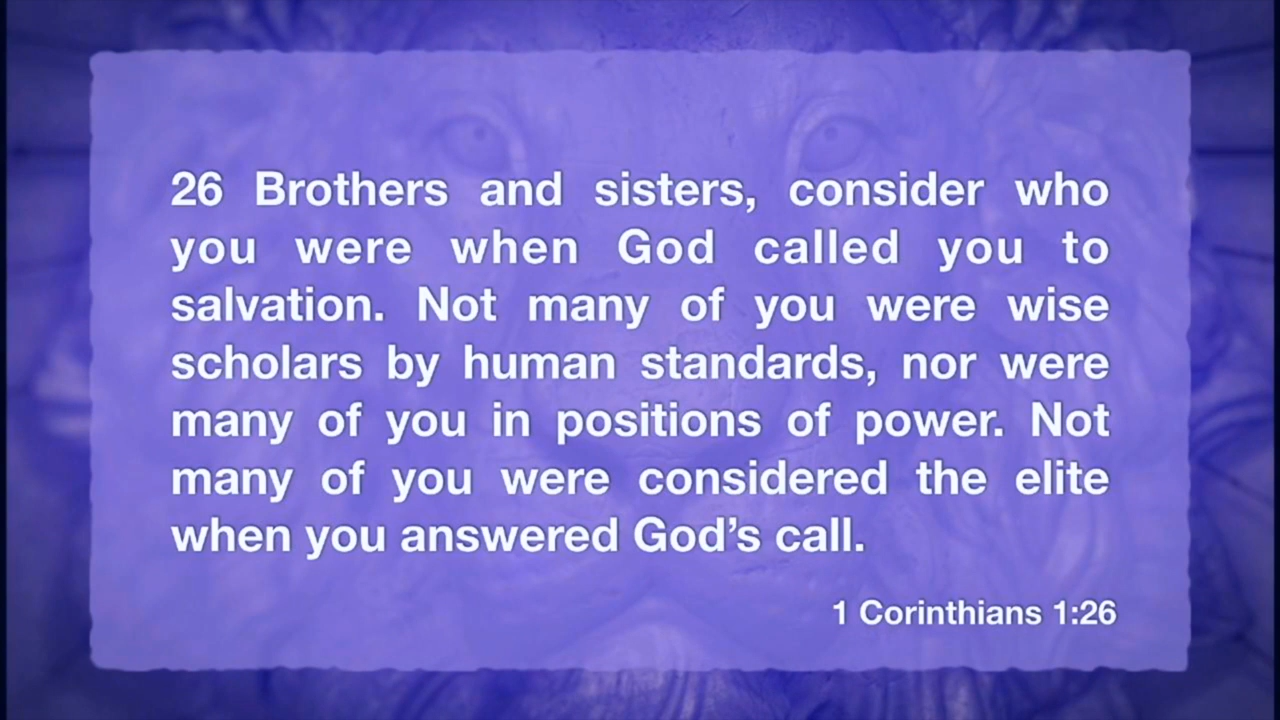 26 Brothers and sisters, consider who
you were when God called you to
salvation. Not many of you were wise
scholars by human standards, nor were
many of you in positions of power. Not
many of you were considered the elite
when you answered God’s call.
1 Corinthians 1:26